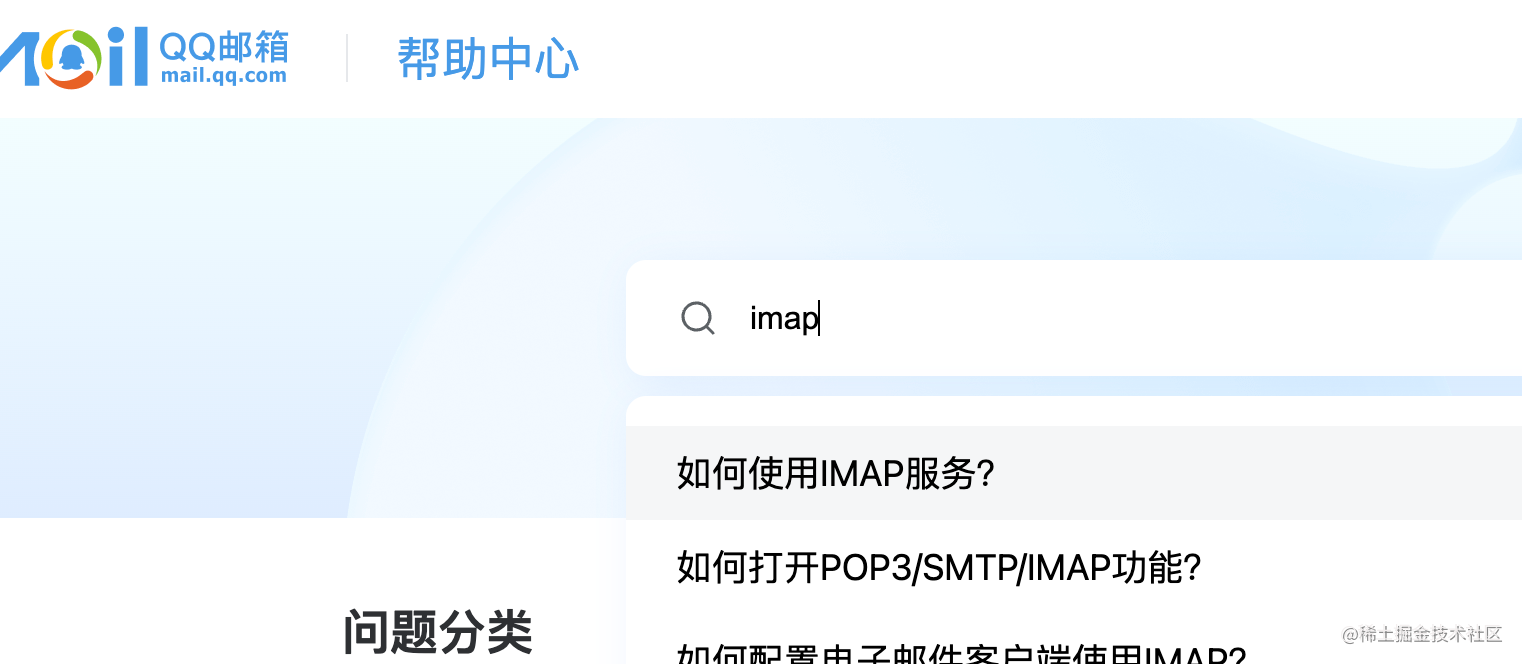 Mail QQ邮箱
mail.qq.com
帮助中心
imap
如何使用IMAP服务?
如何打开POP3/SMTP/IMAP功能?
问题分类
如何配置电子邮件客户端使用IMAP?
@稀土掘金技术社区